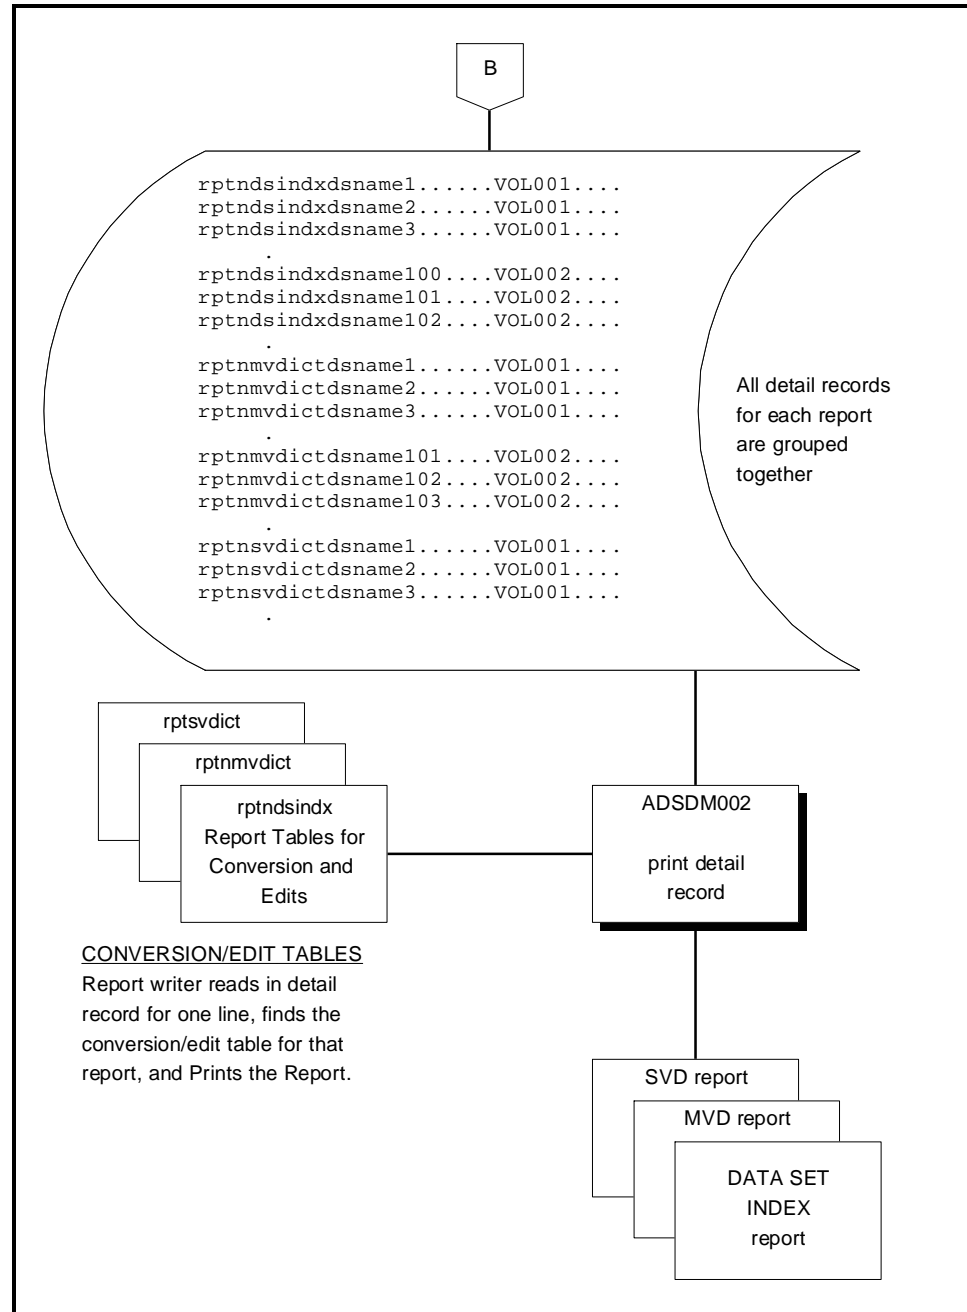 B
rptndsindxdsname1......VOL001....
rptndsindxdsname2......VOL001....
rptndsindxdsname3......VOL001....
.
rptndsindxdsname100....VOL002....
rptndsindxdsname101....VOL002....
rptndsindxdsname102....VOL002....
.
rptnmvdictdsname1......VOL001....
rptnmvdictdsname2......VOL001....
rptnmvdictdsname3......VOL001....
.
rptnmvdictdsname101....VOL002....
rptnmvdictdsname102....VOL002....
rptnmvdictdsname103....VOL002....
.
rptnsvdictdsname1......VOL001....
rptnsvdictdsname2......VOL001....
rptnsvdictdsname3......VOL001....
.
All detail records
for each report
are grouped
together
rptsvdict
rptnmvdict
rptndsindx
Report Tables for
Conversion and
Edits
ADSDM002
print detail
record
CONVERSION/EDIT TABLES
Report writer reads in detail
record for one line, finds the
conversion/edit table for that
report, and Prints the Report.
SVD report
MVD report
DATA SET
INDEX
report